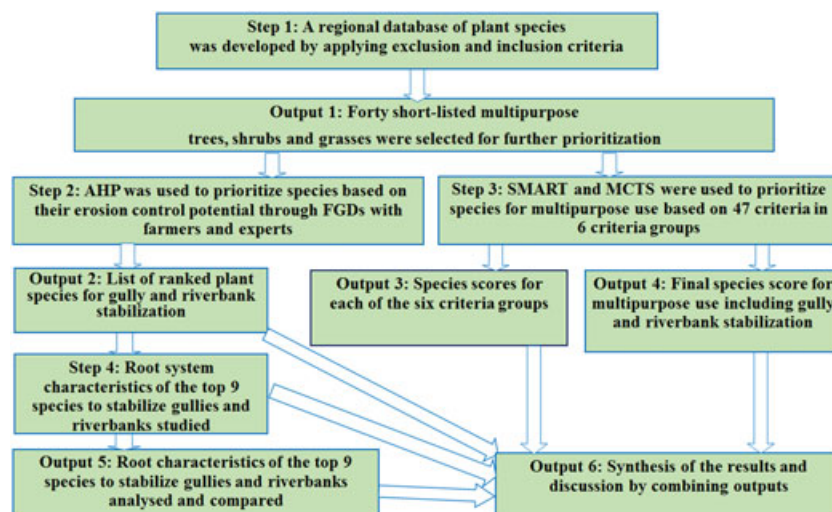 Step 1: A regional database of plant species
was developed by applying exclusion and inclusion criteria
Output 1: Forty short-listed multipurpose
trees, shrubs and grasses were selected for further prioritization
Step 2: AHP was used to prioritize species based on
their erosion control potential through FGDs with
farmers and experts
Step 3: SMART and MCTS were used to prioritize
species for multipurpose use based on 47 criteria in
6 criteria groups
Output 2: List of ranked plant
species for gully and riverbank
stabilization
Output 3: Species scores for
each of the six criteria groups
Output 4: Final species score for
multipurpose use including gully
and riverbank stabilization
Step 4: Root system
characteristics of the top 9
species to stabilize gullies and
riverbanks studied
Output 5: Root characteristics of the top 9
species to stabilize gullies and riverbanks
analysed and compared
Output 6: Synthesis of the results and
discussion by combining outputs